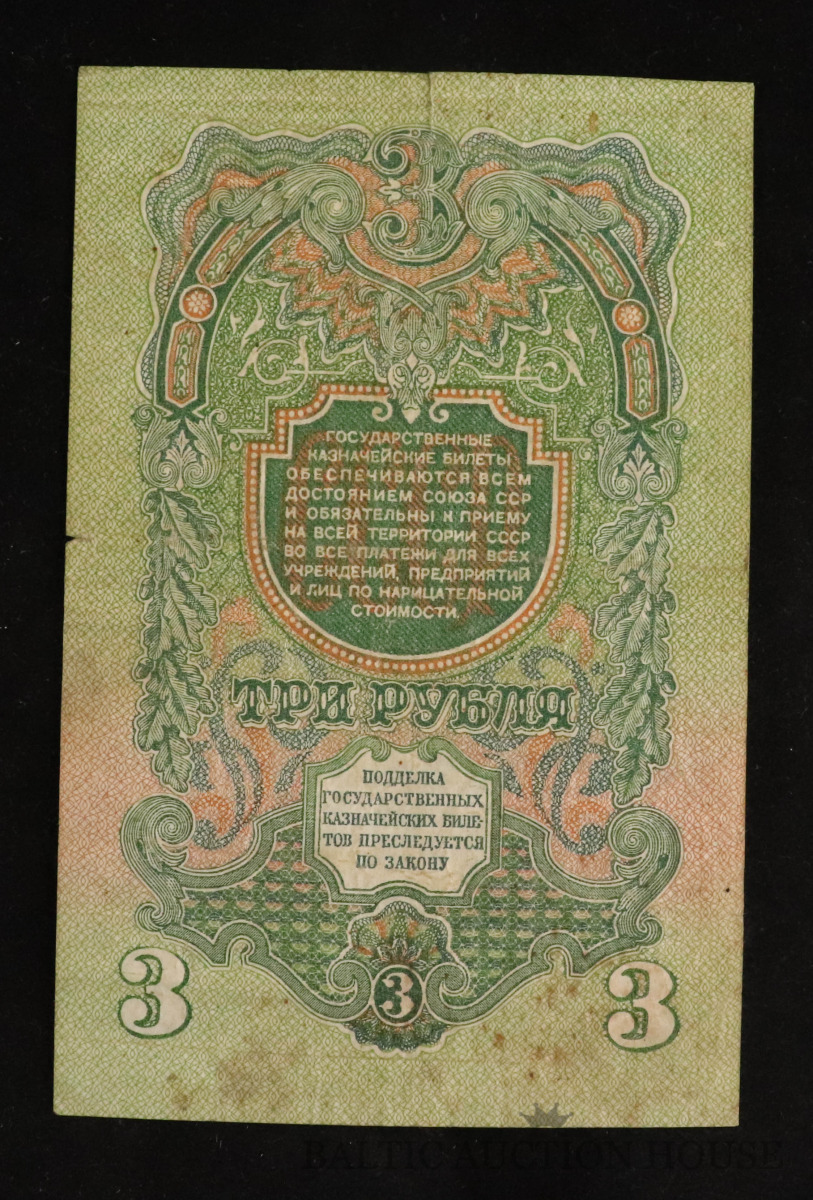 3
ГОСУДАРСТВЕННЫЕ
КАЗНАЧЕЙСКИЕ БИЛЕТЫ
ОБЕСПЕЧИВАЮТСЯ ВСЕМ
ДОСТОЯНИЕМ СОЮЗА ССР
И ОБЯЗАТЕЛЬНЫ К ПРИЕМУ
НА ВСЕЙ ТЕРРИТОРИИ СССР
ВО ВСЕ ПЛАТЕЖИ ДЛЯ ВСЕХ
УЧРЕЖДЕНИЙ, ПРЕДПРИЯТИЙ
И ЛИЦ ПО НАРИЦАТЕЛЬНОЙ
СТОИМОСТИ.
ТРИ РУБЛЯ
ПОДДЕЛКА
ГОСУДАРСТВЕННЫХ
КАЗНАЧЕЙСКИХ БИЛЕ-
ТОВ ПРЕСЛЕДУЕТСЯ
ПО ЗАКОНУ
3 3 3
BALTIC AUCTION HOUSE